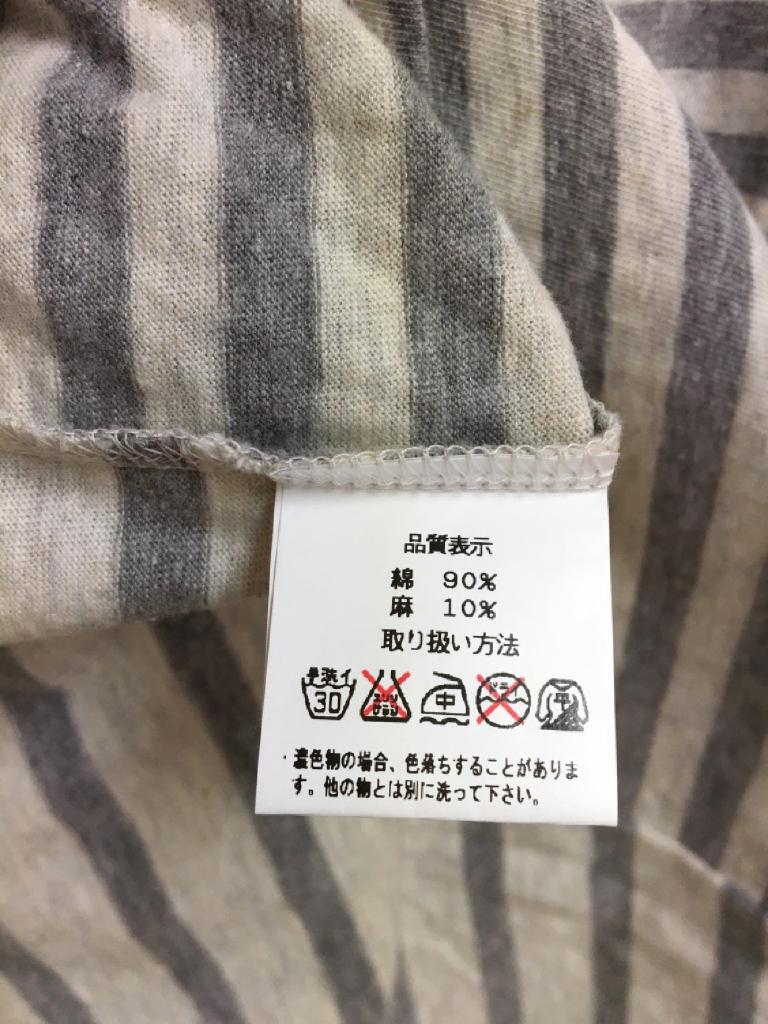 品質表示
綿 90%
麻 10%
取り扱い方法
手洗イ 30 エンソ サラシ 中 ドライ 平
・濃色物の場合、色落ちすることがありま
す。他の物とは別に洗って下さい。